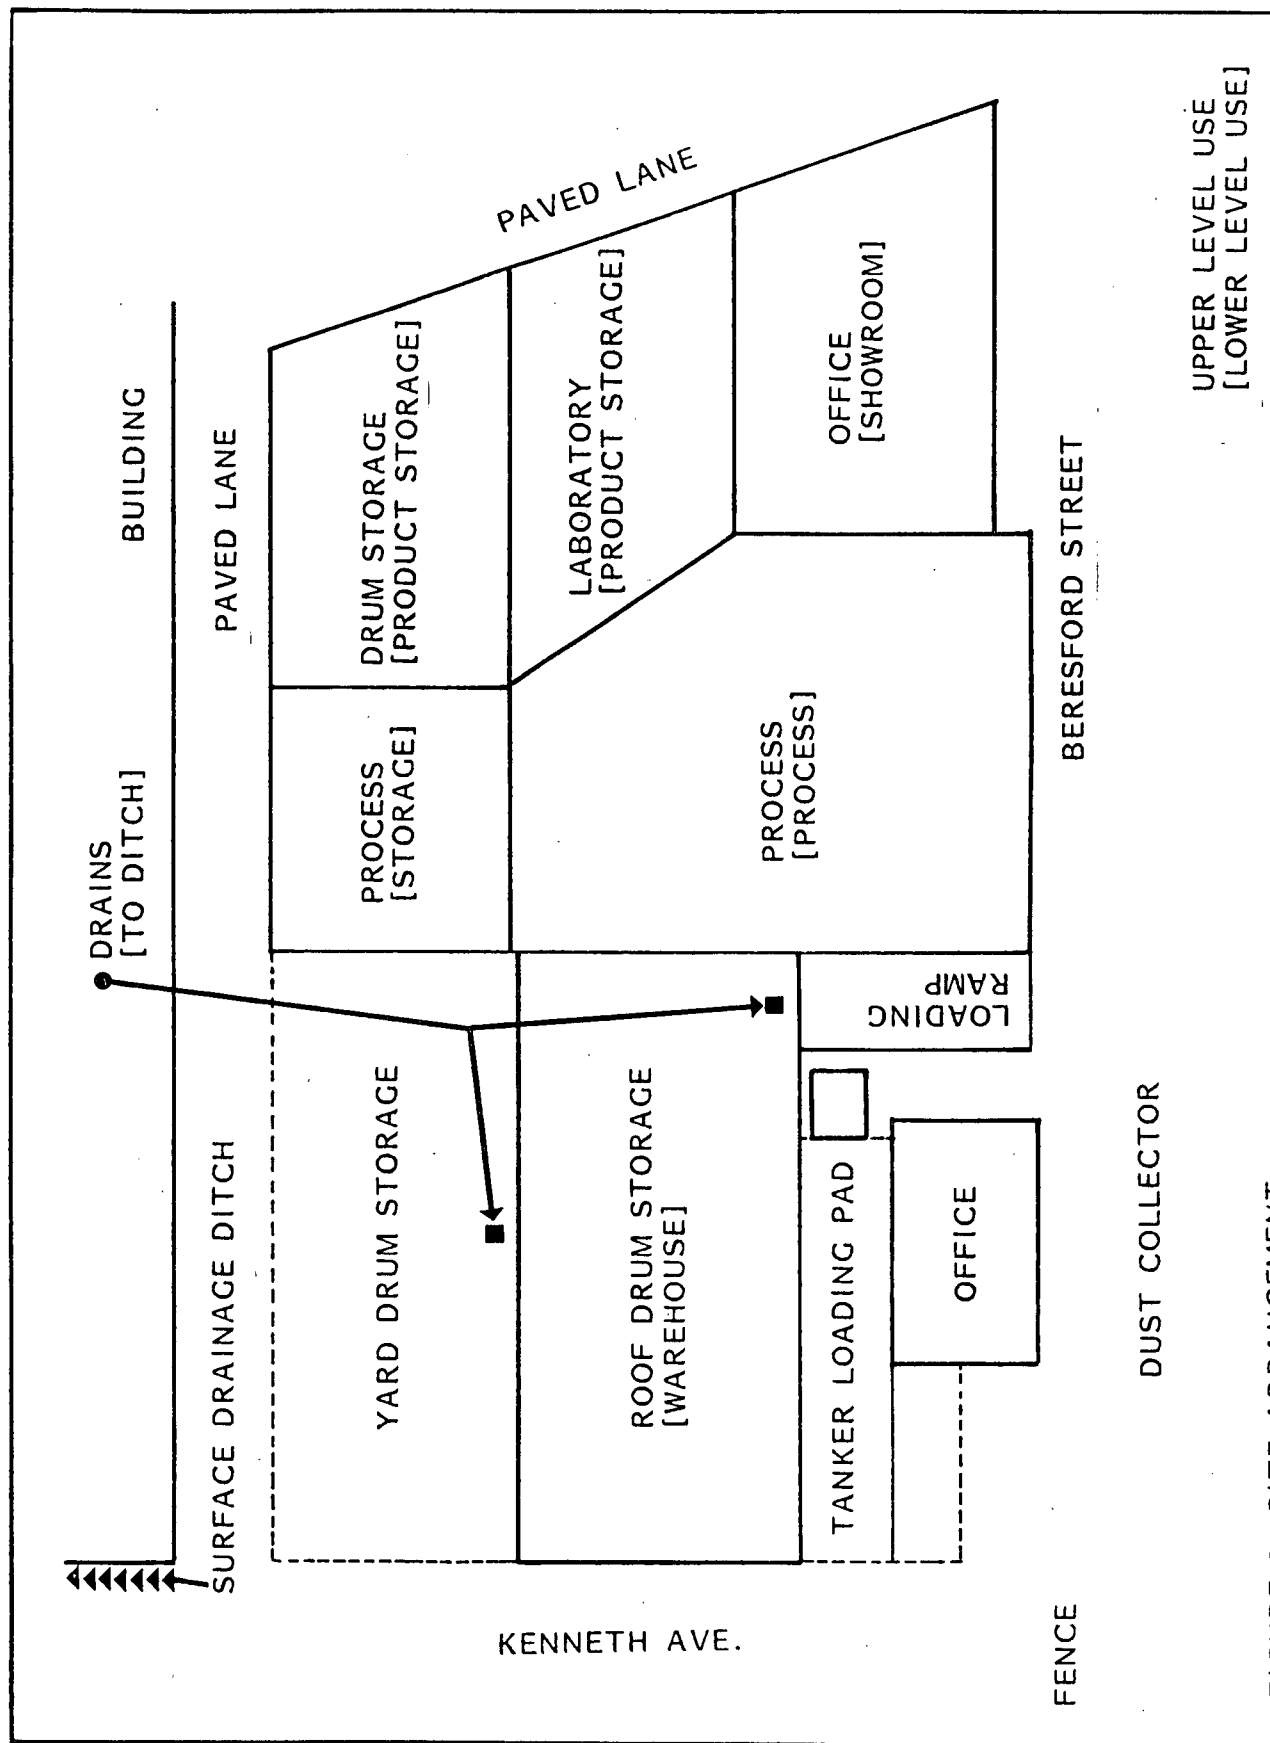 BUILDING
DRAINS
[TO DITCH]
PAVED LANE
SURFACE DRAINAGE DITCH
PAVED LANE
DRUM STORAGE
[PRODUCT STORAGE]
PROCESS
[STORAGE]
YARD DRUM STORAGE
LABORATORY
[PRODUCT STORAGE]
KENNETH AVE.
ROOF DRUM STORAGE
[WAREHOUSE]
PROCESS
[PROCESS]
OFFICE
[SHOWROOM]
TANKER LOADING PAD
LOADING
RAMP
OFFICE
BERESFORD STREET
FENCE
DUST COLLECTOR
UPPER LEVEL USE
[LOWER LEVEL USE]
SITE ARRANGEMENT